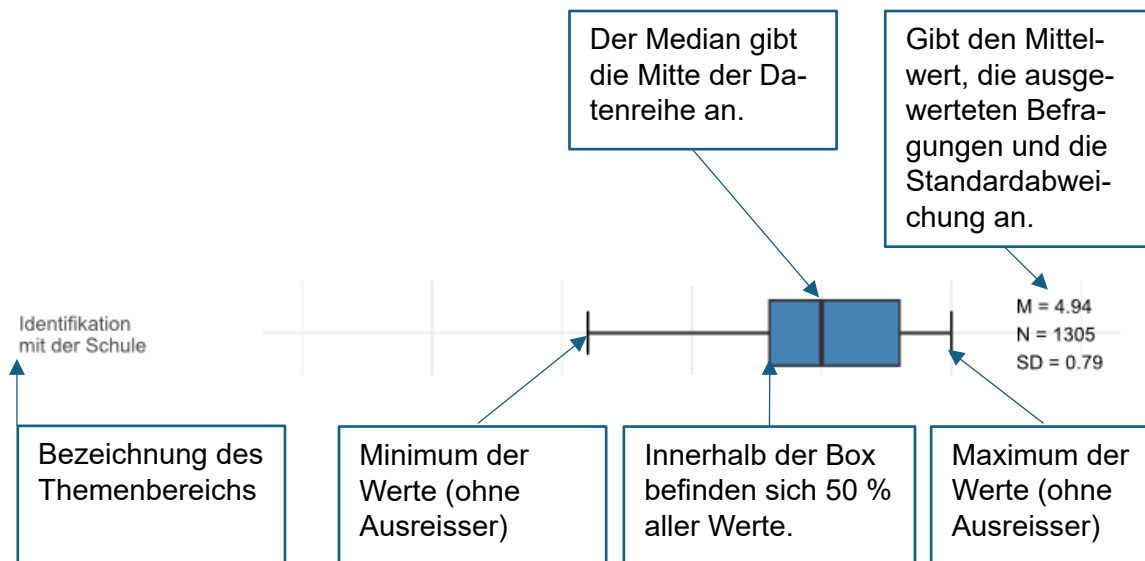 Der Median gibt
die Mitte der Da-
tenreihe an.
Gibt den Mittel-
wert, die ausge-
werteten Befra-
gungen und die
Standardabwei-
chung an.
Identifikation
mit der Schule
M = 4.94
N = 1305
SD = 0.79
Bezeichnung des
Themenbereichs
Minimum der
Werte (ohne
Ausreisser)
Innerhalb der Box
befinden sich 50 %
aller Werte.
Maximum der
Werte (ohne
Ausreisser)